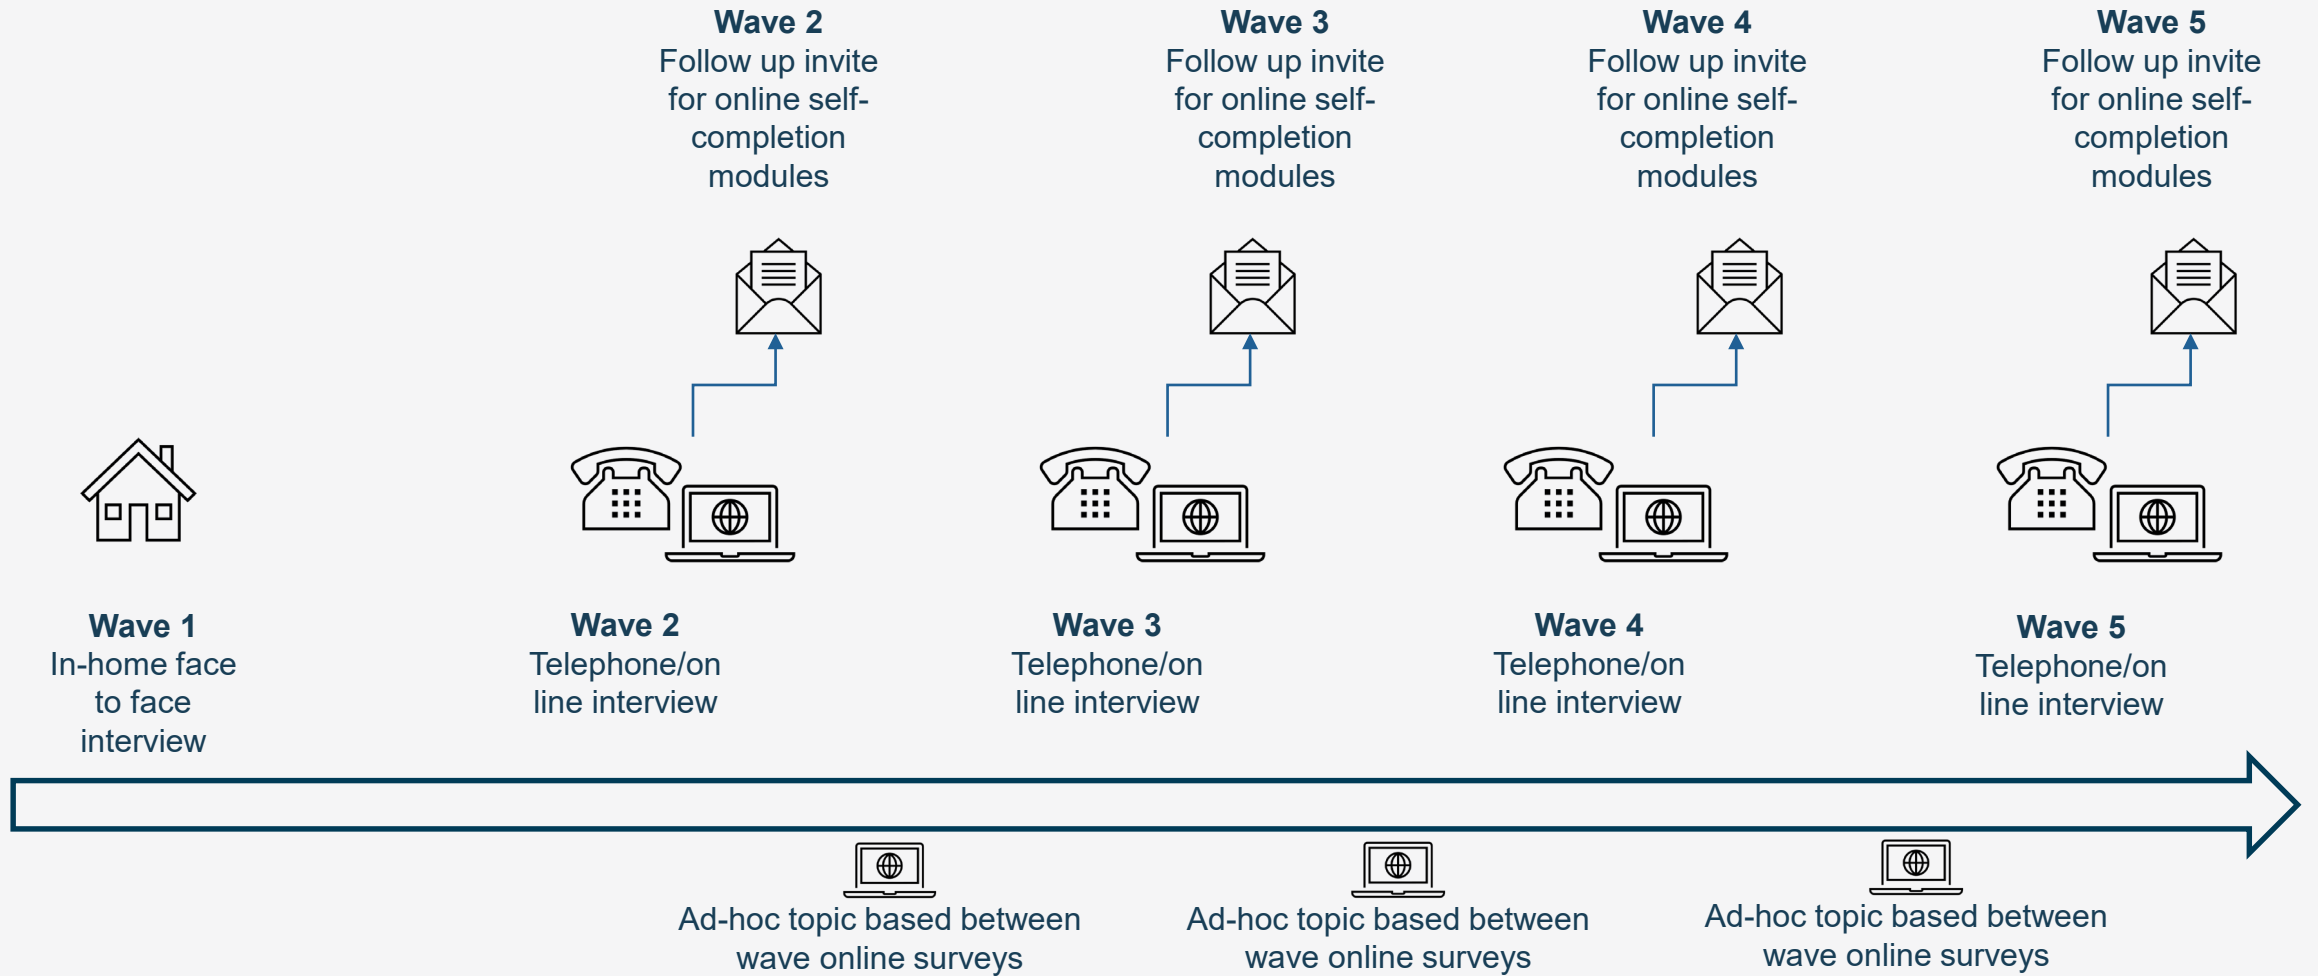 Wave 2
Follow up invite
for online self-
completion
modules
Wave 3
Follow up invite
for online self-
completion
modules
Wave 4
Follow up invite
for online self-
completion
modules
Wave 5
Follow up invite
for online self-
completion
modules
Wave 1
In-home face
to face
interview
Wave 2
Telephone/on
line interview
Wave 3
Telephone/on
line interview
Wave 4
Telephone/on
line interview
Wave 5
Telephone/on
line interview
Ad-hoc topic based between
wave online surveys
Ad-hoc topic based between
wave online surveys
Ad-hoc topic based between
wave online surveys